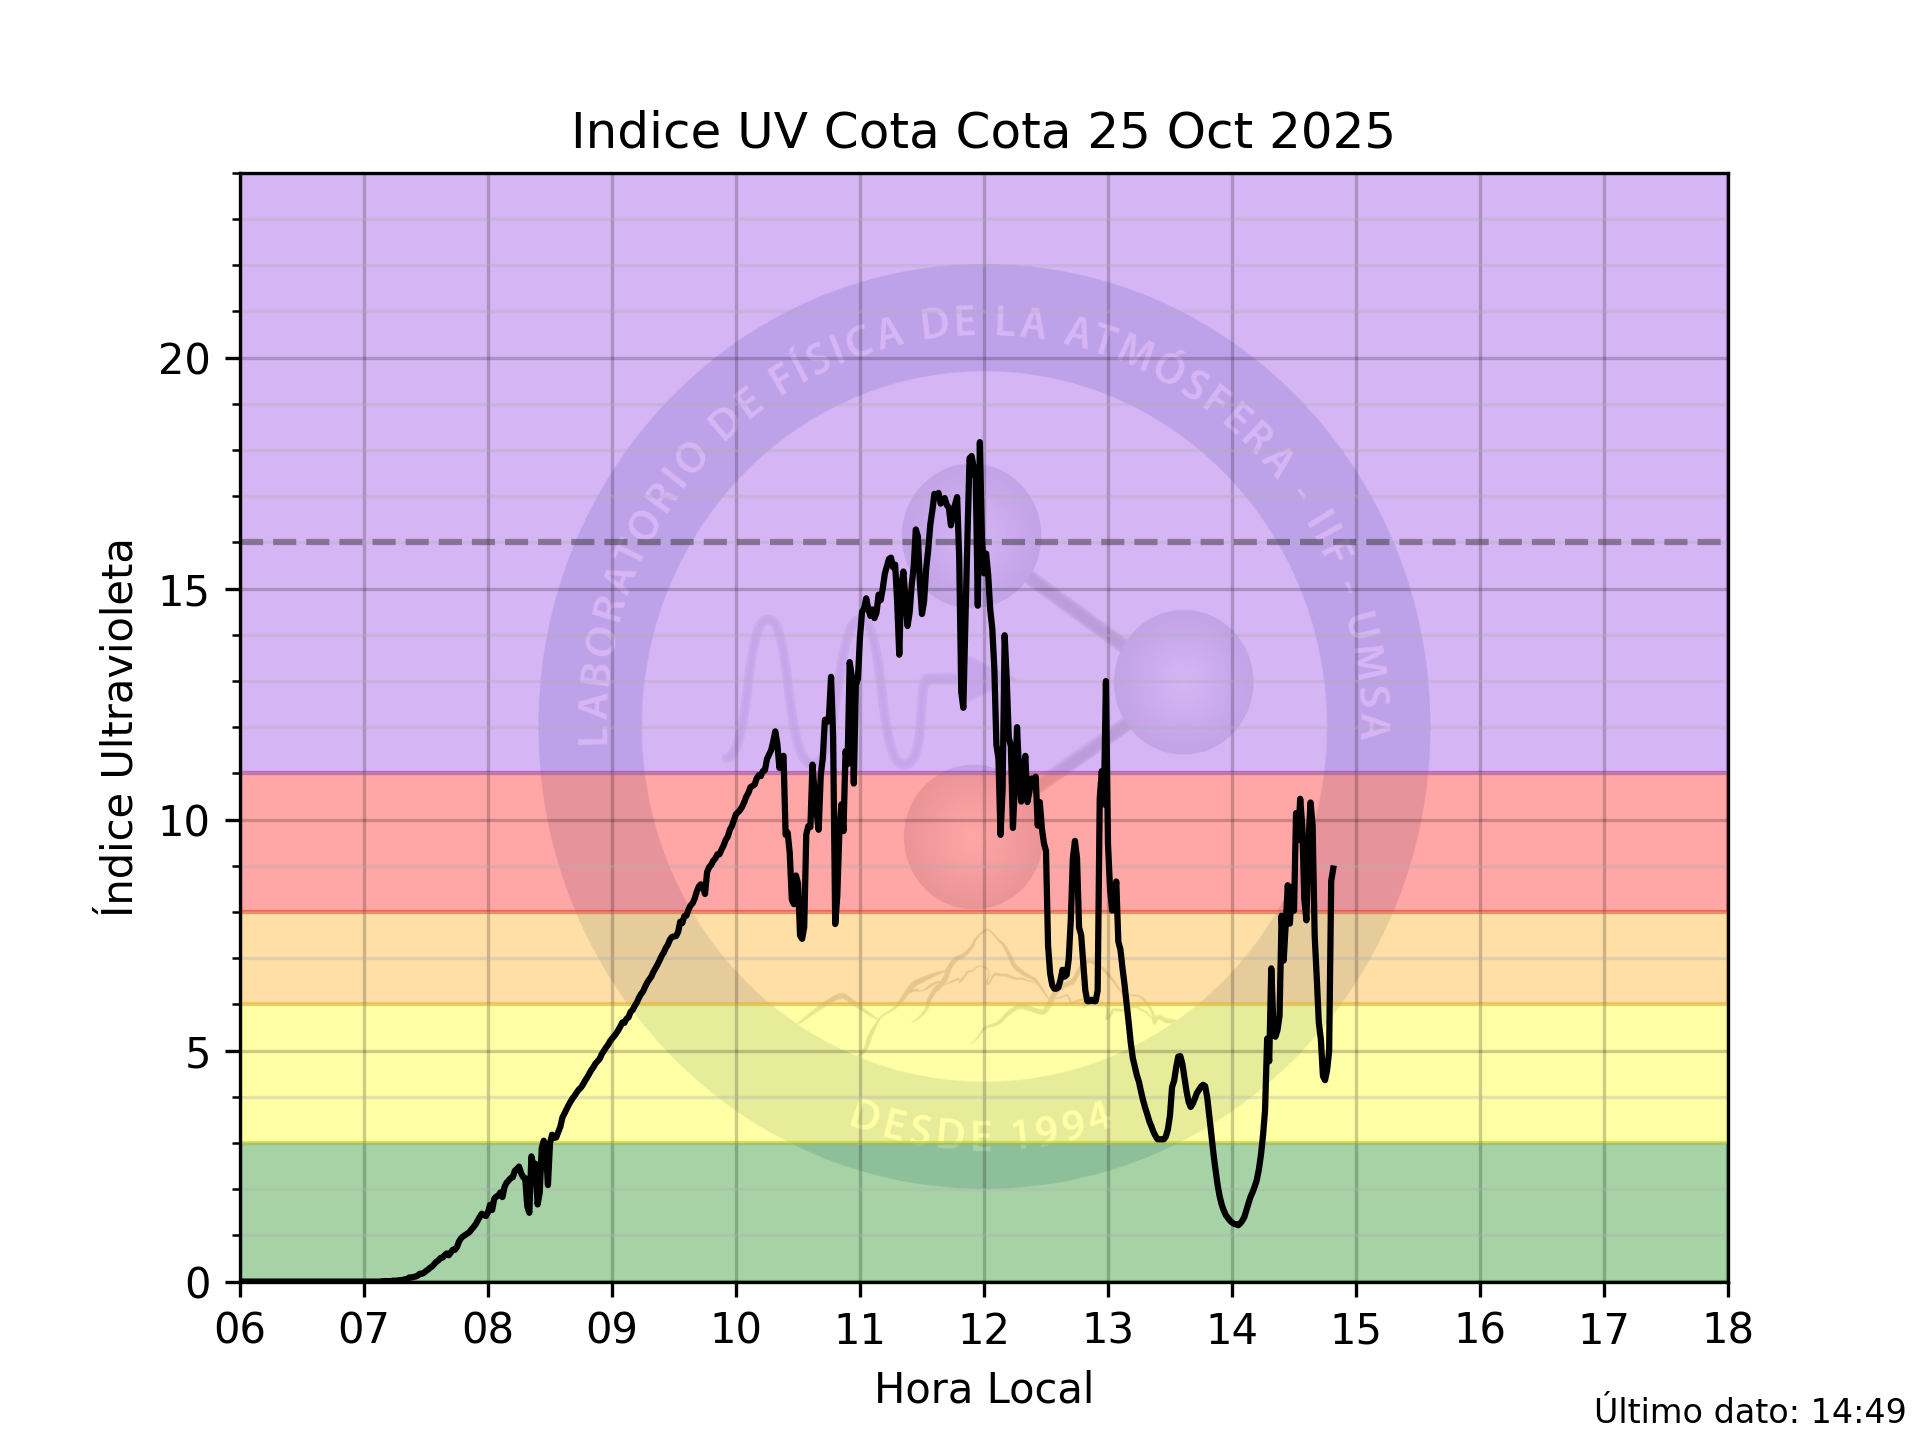 Indice UV Cota Cota 25 Oct 2025
LABORATORIO DE FÍSICA DE LA ATMÓSFERA - IIF - UMSA
DESDE 1994
Índice Ultravioleta
20
15
10
5
0
06 07 08 09 10 11 12 13 14 15 16 17 18
Hora Local
Último dato: 14:49